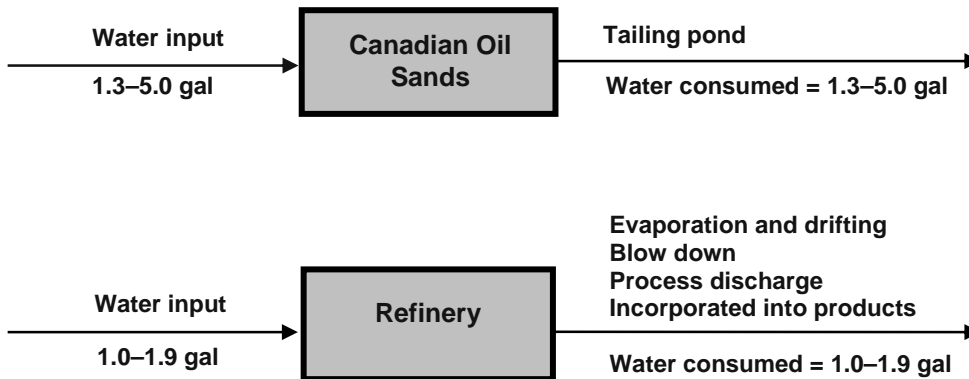 Water input
1.3–5.0 gal
Canadian Oil
Sands
Tailing pond
Water consumed = 1.3–5.0 gal
Water input
1.0–1.9 gal
Refinery
Evaporation and drifting
Blow down
Process discharge
Incorporated into products
Water consumed = 1.0–1.9 gal